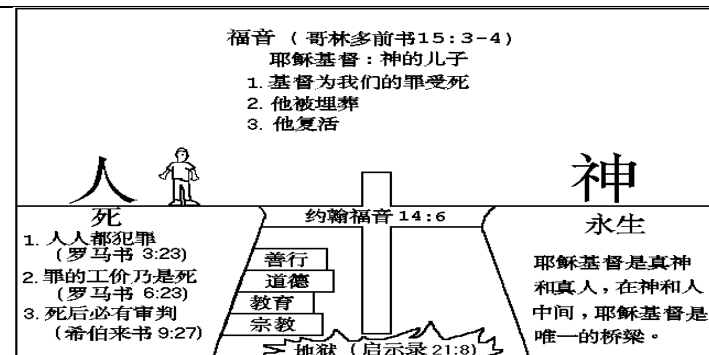 福音 ( 哥林多前书15:3-4)
耶稣基督：神的儿子
1. 基督为我们的罪受死
2. 他被埋葬
3. 他复活
人
神
死
约翰福音 14:6
永生
1. 人人都犯罪
(罗马书 3:23)
2. 罪的工价乃是死
(罗马书 6:23)
3. 死后必有审判
(希伯来书 9:27)
善行
道德
教育
宗教
地狱 (启示录 21:8)
耶稣基督是真神
和真人，在神和人
中间，耶稣基督是
唯一的桥梁。